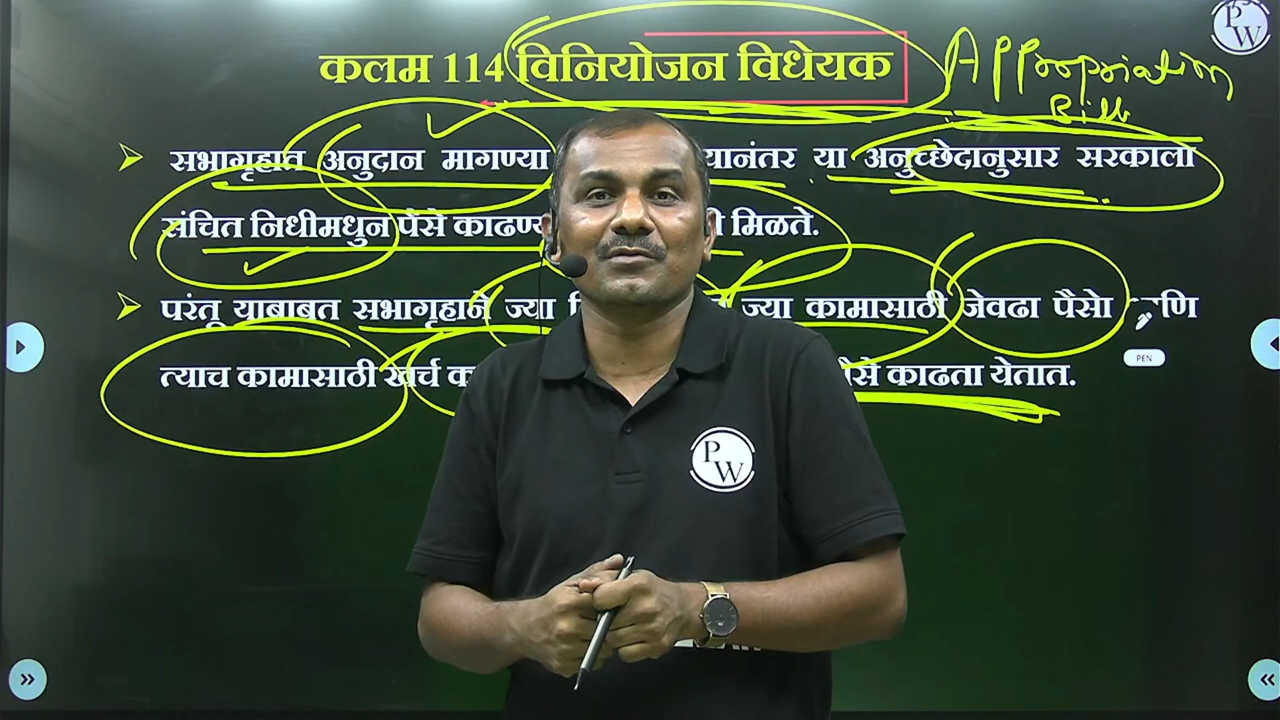 कलम 114 विनियोजन विधेयक
Appropriation
Bill
PW
सभागृहात अनुदान मागण्या यानंतर या अनुच्छेदानुसार सरकाला
संचित निधीमधुन पैसे मिळते.
परंतू याबाबत सभागृहाने ज्या ज्या कामासाठी जेवढा पैसो
PEN
त्याच कामासाठी खर्च काढता येतात.
PW